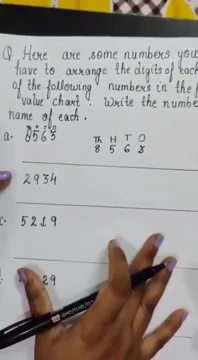 Q. Here are some numbers, you
have to arrange the digits of each
of the following numbers in the
value chart. Write the number
name of each.
a. 8563 Th H T O
8 5 6 3
2934
c. 5219
29